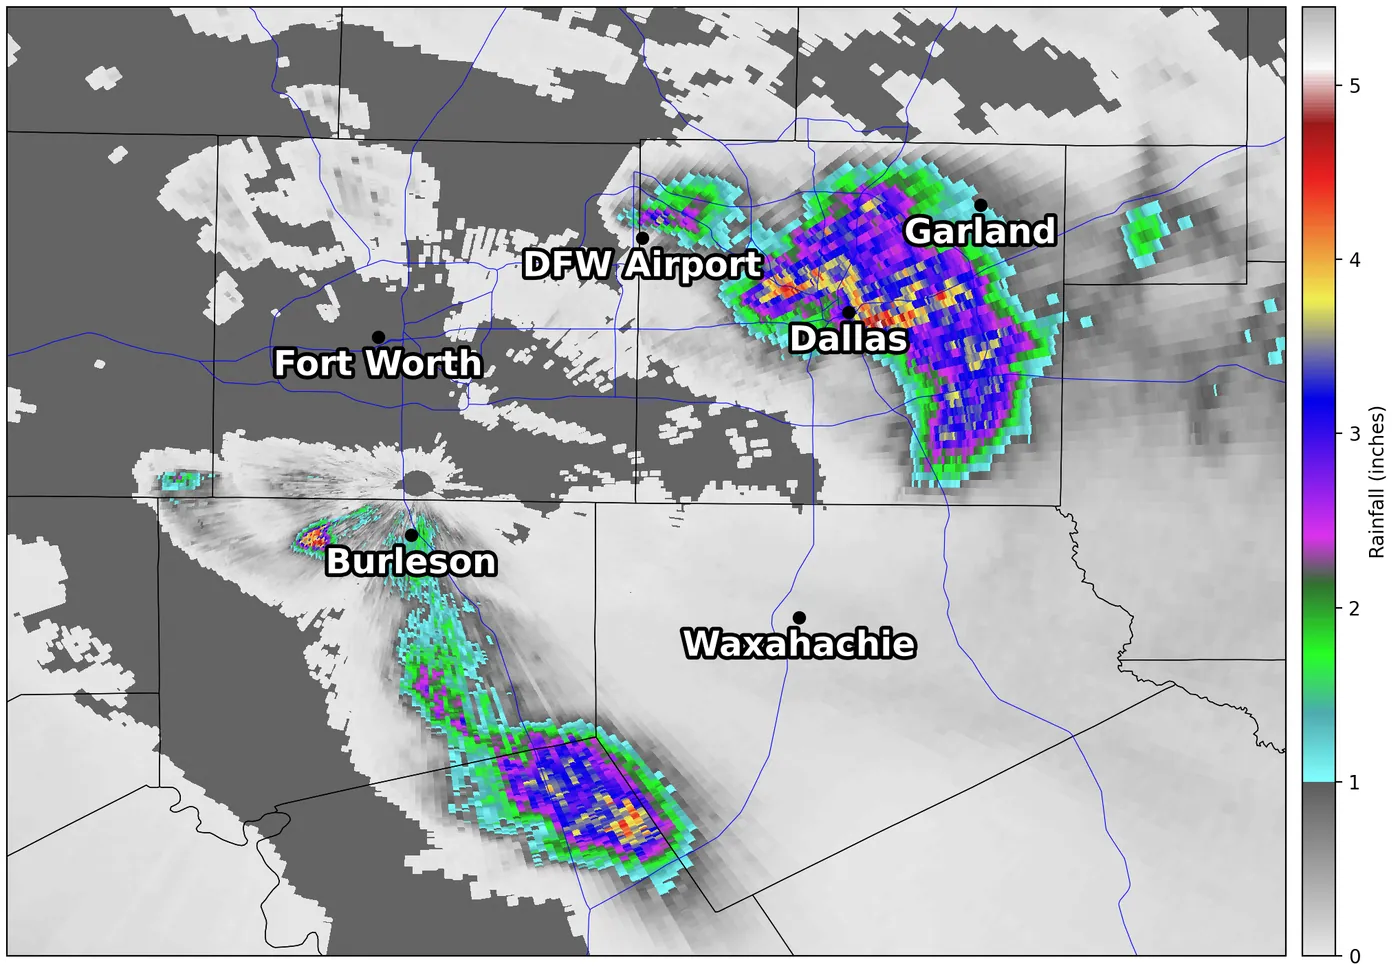 Garland
DFW Airport
Dallas
Fort Worth
Burleson
Waxahachie
5
4
3
2
1
0
Rainfall (inches)